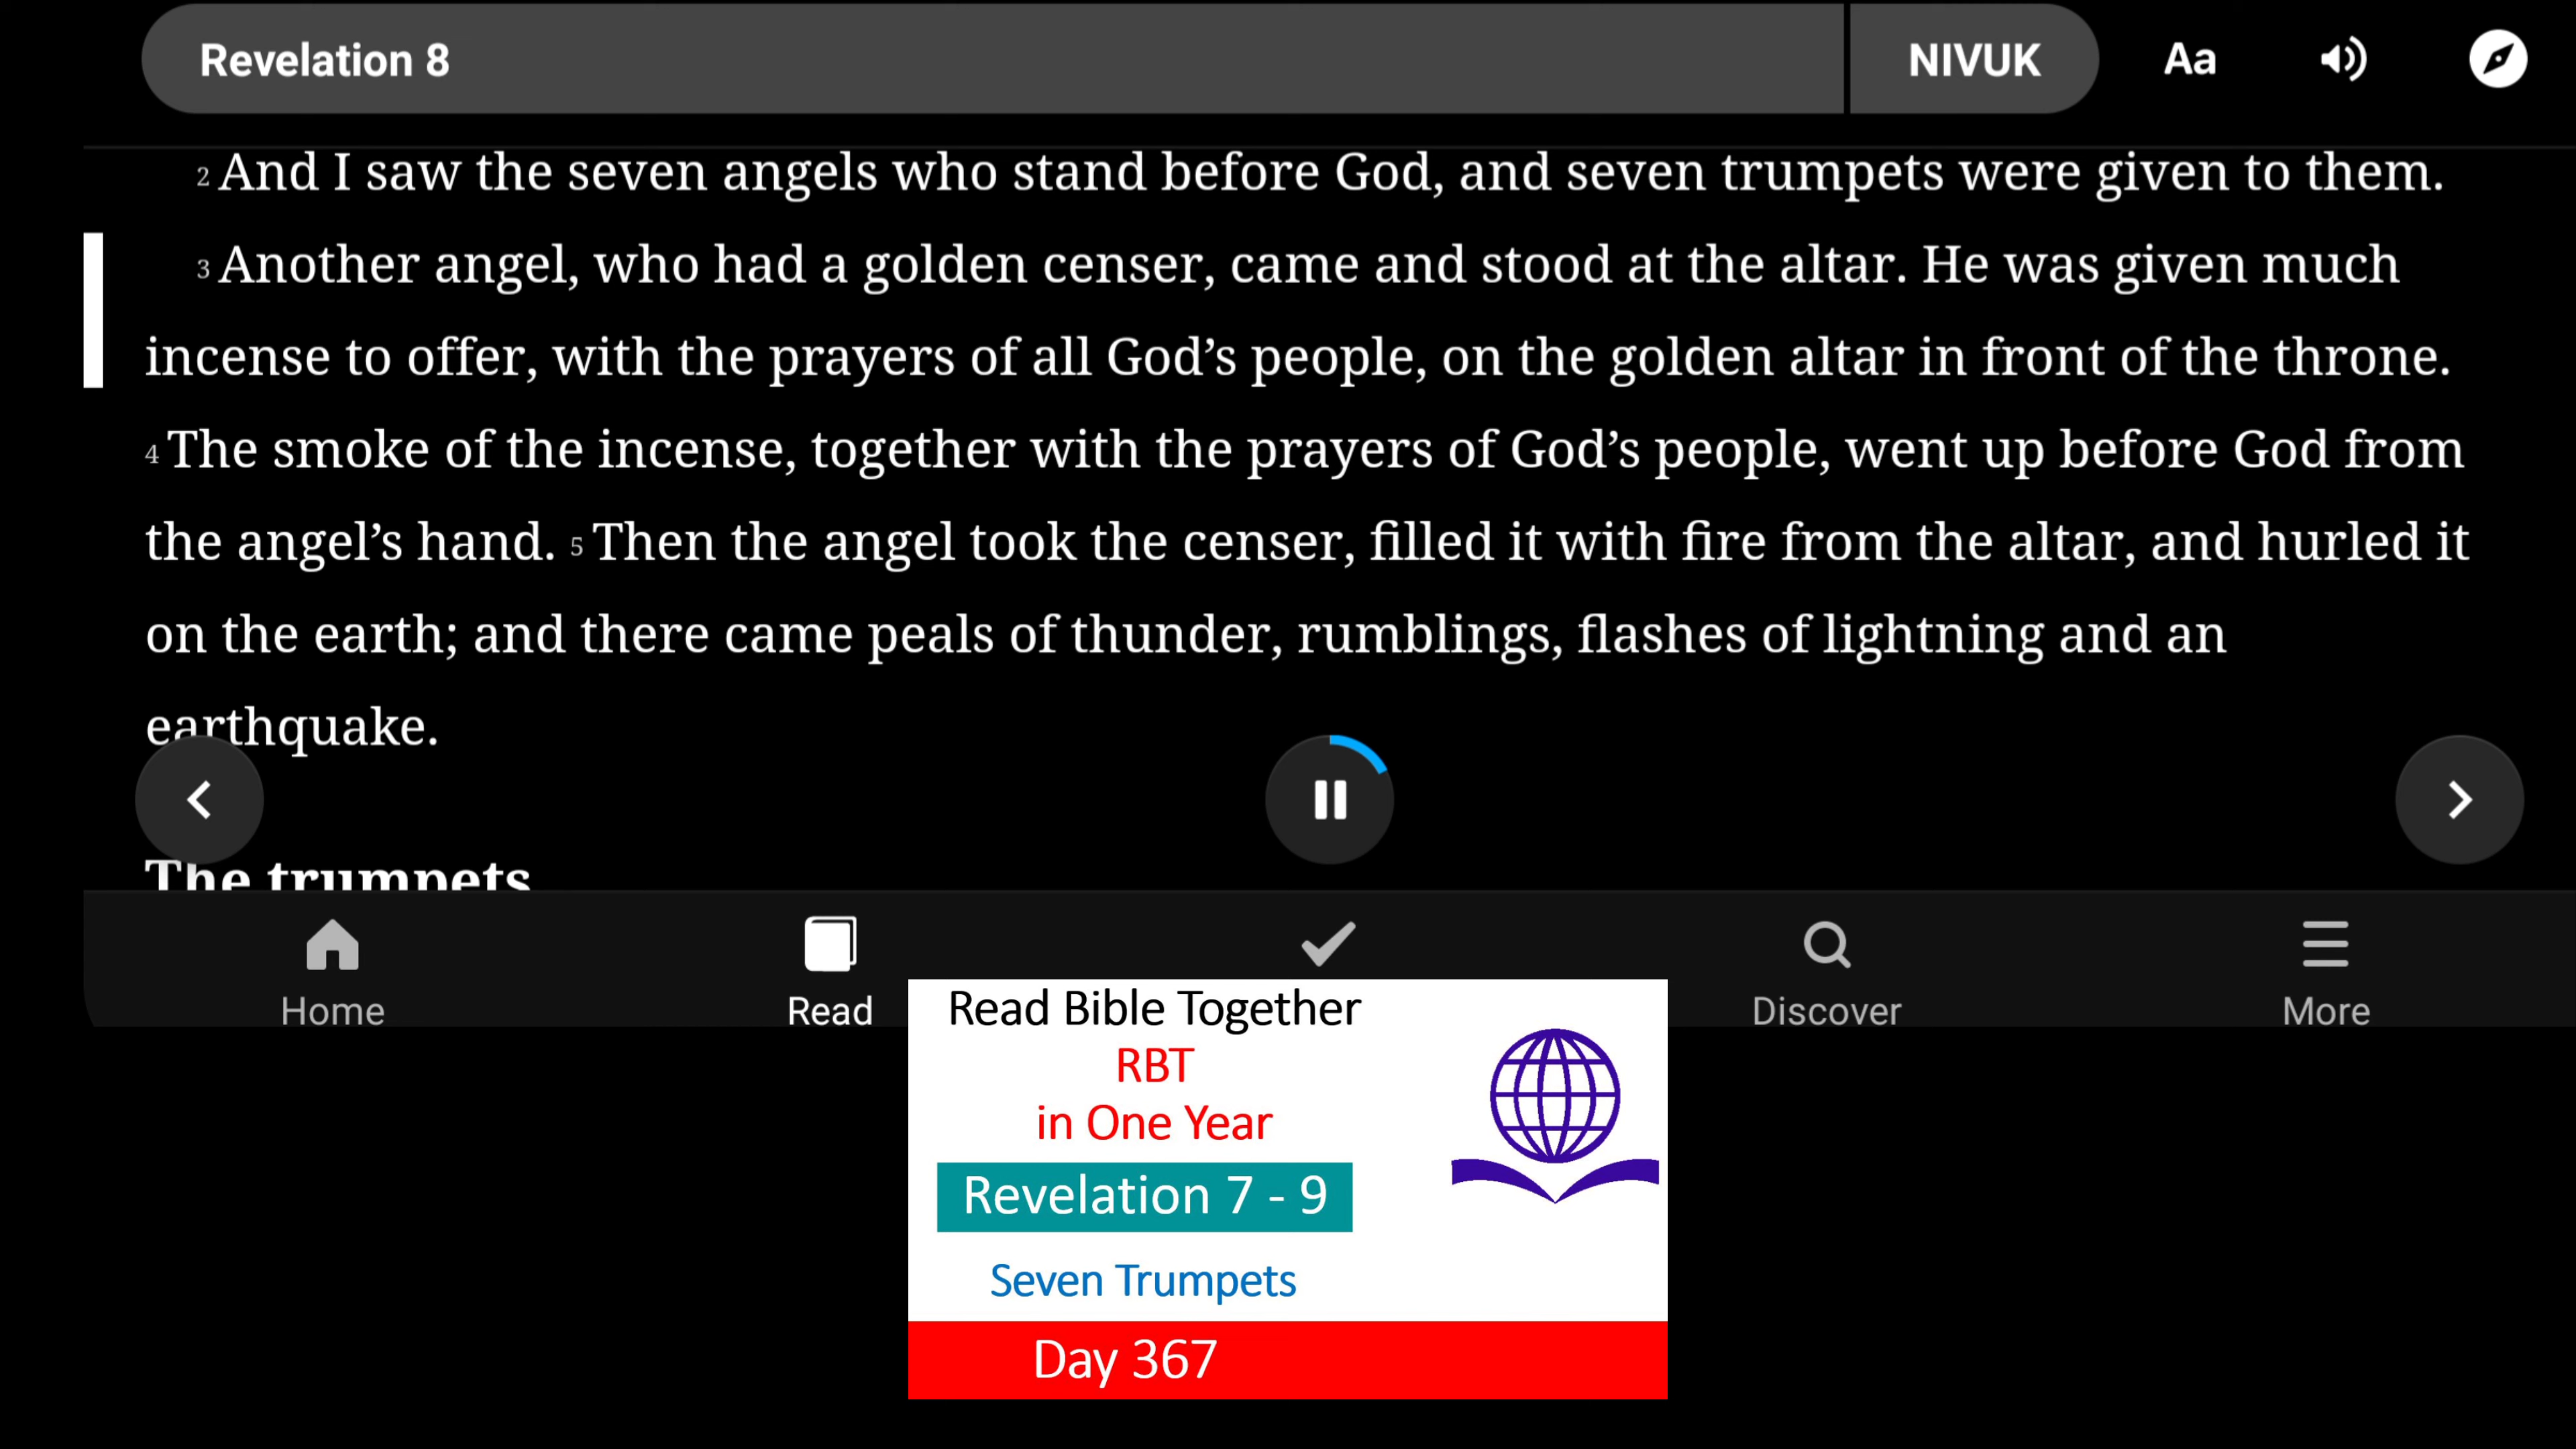 Revelation 8
NIVUK
Aa
2 And I saw the seven angels who stand before God, and seven trumpets were given to them.
3 Another angel, who had a golden censer, came and stood at the altar. He was given much
incense to offer, with the prayers of all God’s people, on the golden altar in front of the throne.
4 The smoke of the incense, together with the prayers of God’s people, went up before God from
the angel’s hand. 5 Then the angel took the censer, filled it with fire from the altar, and hurled it
on the earth; and there came peals of thunder, rumblings, flashes of lightning and an
earthquake.
The trumpets
Home
Read
Discover
More
Read Bible Together
RBT
in One Year
Revelation 7 - 9
Seven Trumpets
Day 367